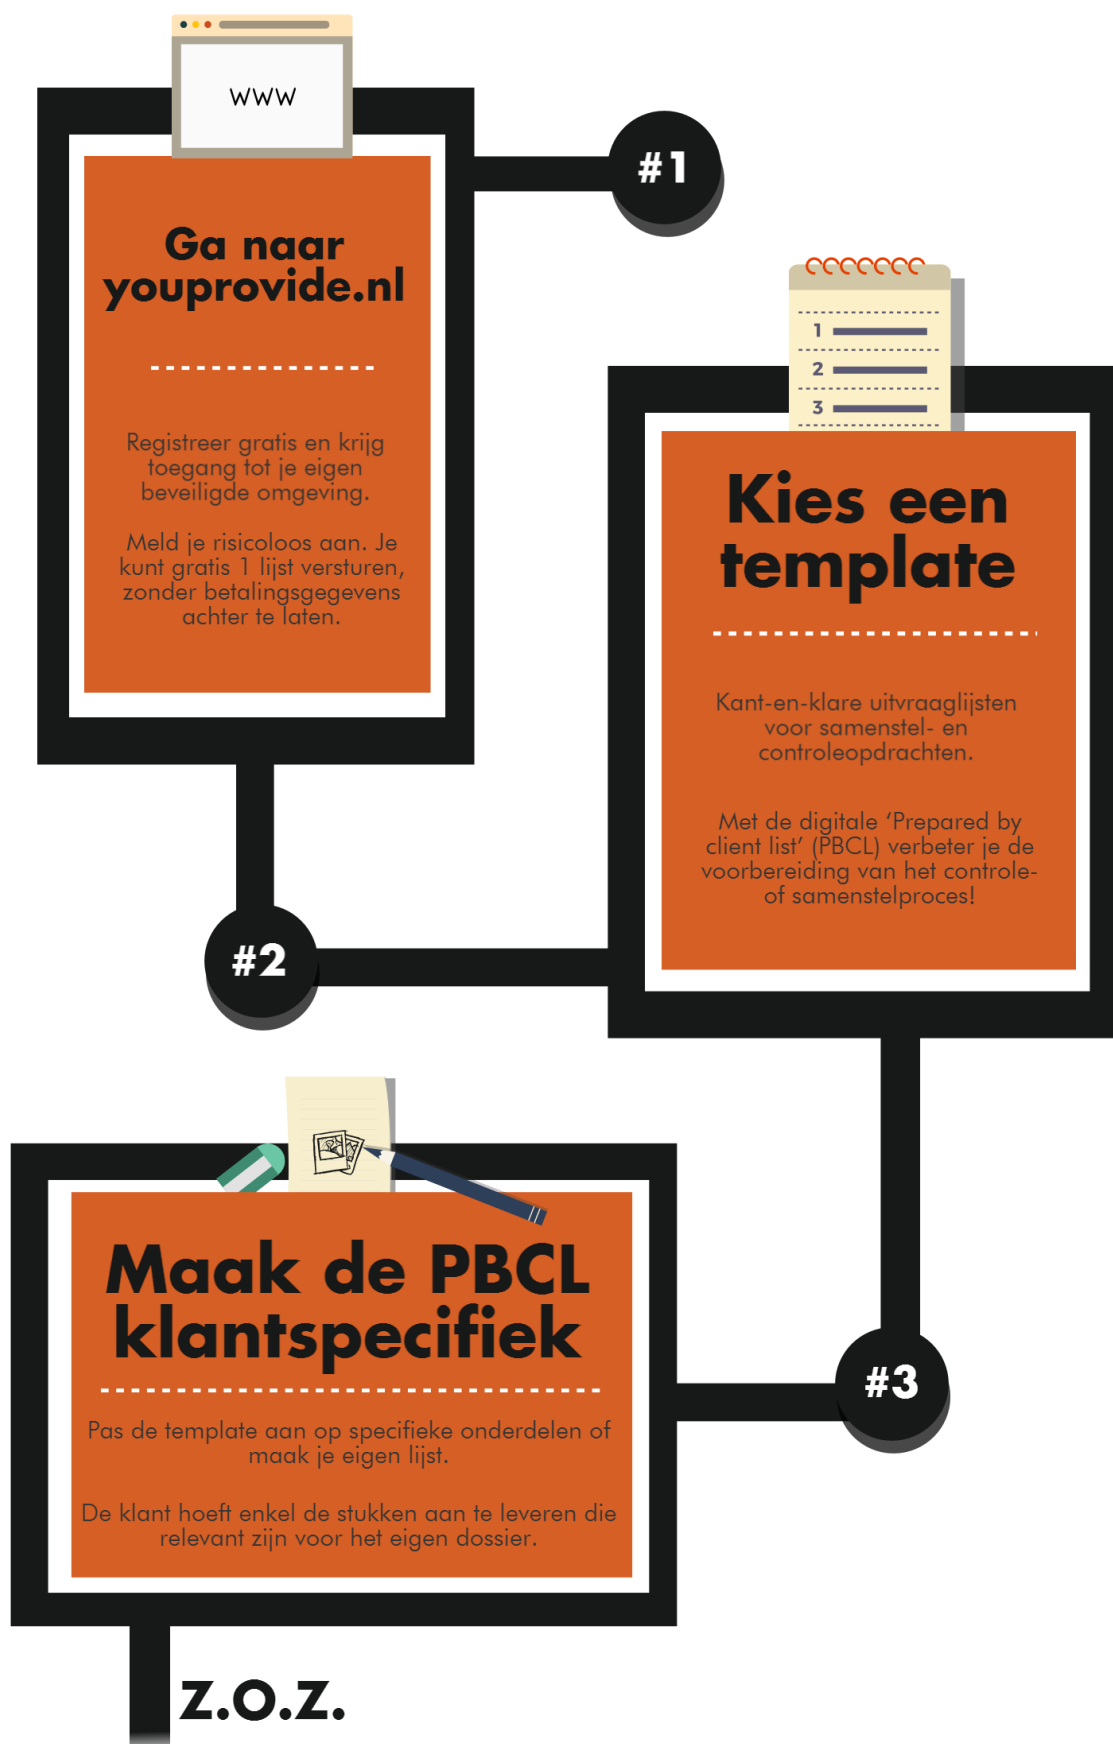 WWW
#1
Ga naar
youprovide.nl
Registreer gratis en krijg
toegang tot je eigen
beveiligde omgeving.
Meld je risicoloos aan. Je
kunt gratis 1 lijst versturen,
zonder betalingsgegevens
achter te laten.
1
2
3
Kies een
template
Kant-en-klare uitvraaglijsten
voor samenstel- en
controleopdrachten.
Met de digitale ‘Prepared by
client list’ (PBCL) verbeter je de
voorbereiding van het controle-
of samenstelproces!
#2
Maak de PBCL
klantspecifiek
Pas de template aan op specifieke onderdelen of
maak je eigen lijst.
De klant hoeft enkel de stukken aan te leveren die
relevant zijn voor het eigen dossier.
#3
z.o.z.